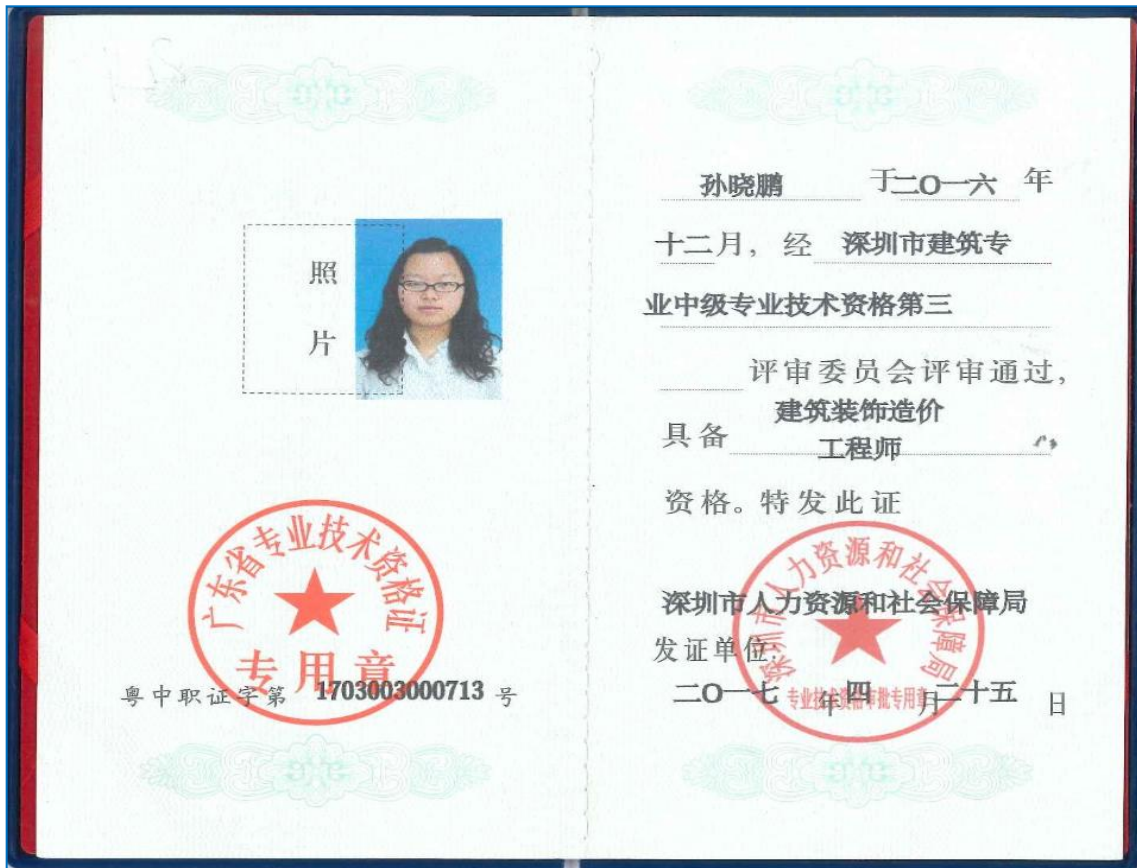 照
片
广东省专业技术资格证
专用章
粤中职证字第 1703003000713 号
孙晓鹏 于二〇一六 年
十二月，经 深圳市建筑专
业中级专业技术资格第三
评审委员会评审通过，
建筑装饰造价
具备 工程师
资格。特发此证
深圳市人力资源和社会保障局
深圳市人力资源和社会保障局
发证单位：
专业技术资格审批专用章
二〇一七 年 四 月 二十五 日